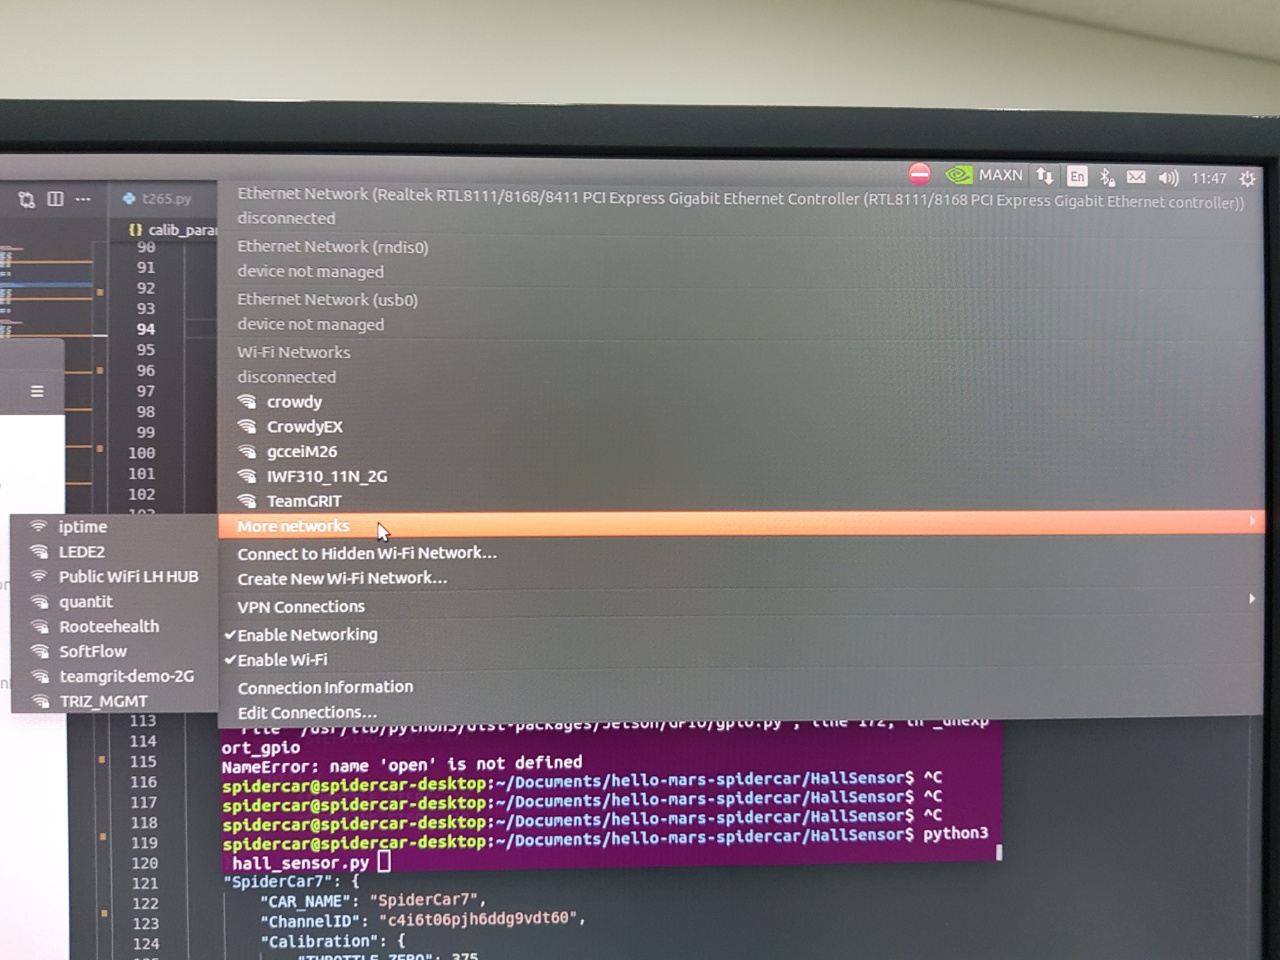 MAXN En 11:47
t265.py
{} calib_para
Ethernet Network (Realtek RTL8111/8168/8411 PCI Express Gigabit Ethernet Controller (RTL8111/8168 PCI Express Gigabit Ethernet controller))
disconnected
Ethernet Network (rndis0)
device not managed
Ethernet Network (usb0)
device not managed
Wi-Fi Networks
disconnected
crowdy
CrowdyEX
gcceiM26
IWF310_11N_2G
TeamGRIT
More networks
Connect to Hidden Wi-Fi Network...
Create New Wi-Fi Network...
VPN Connections
✔Enable Networking
✔Enable Wi-Fi
Connection Information
Edit Connections...
iptime
LEDE2
Public WiFi LH HUB
quantit
Rooteehealth
SoftFlow
teamgrit-demo-2G
TRIZ_MGMT
90
91
92
93
94
95
96
97
98
99
100
101
102
113
114
115
116
117
118
119
120
121
122
123
124
File "/usr/lib/python3/dist-packages/Jetson/GPIO/gpio.py", line 172, in _unexp
ort_gpio
NameError: name 'open' is not defined
spidercar@spidercar-desktop:~/Documents/hello-mars-spidercar/HallSensor$ ^C
spidercar@spidercar-desktop:~/Documents/hello-mars-spidercar/HallSensor$ ^C
spidercar@spidercar-desktop:~/Documents/hello-mars-spidercar/HallSensor$ ^C
spidercar@spidercar-desktop:~/Documents/hello-mars-spidercar/HallSensor$ python3
hall_sensor.py
"SpiderCar7": {
"CAR_NAME": "SpiderCar7",
"ChannelID": "c4i6t06pjh6ddg9vdt60",
"Calibration": {
"THROTTLE_ZERO": 375